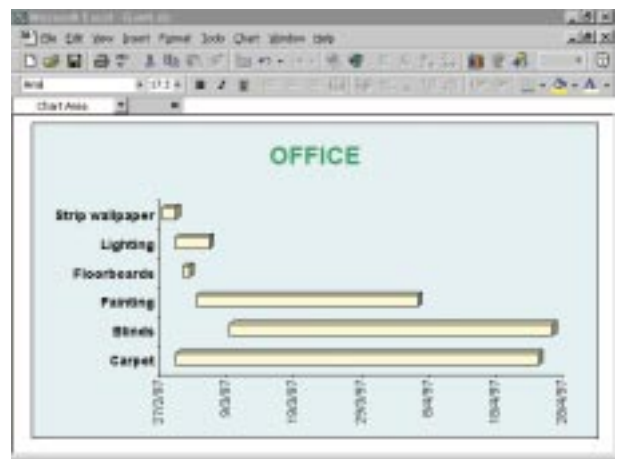 File Edit View Insert Format Tools Chart Window Help
Arial
Chart Area
OFFICE
Strip wallpaper
Lighting
Floorboards
Painting
Blinds
Carpet
27/2/97
9/3/97
19/3/97
29/3/97
8/4/97
18/4/97
28/4/97